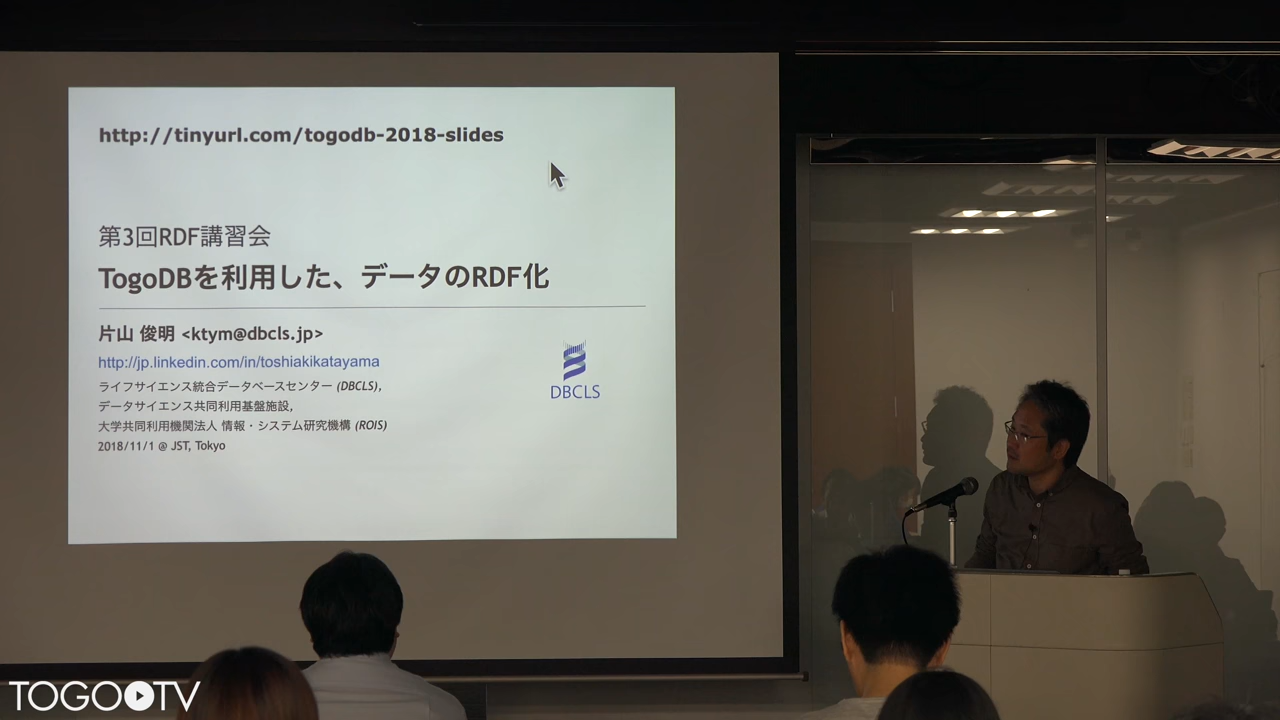 http://tinyurl.com/togodb-2018-slides
第3回RDF講習会
TogoDBを利用した、データのRDF化
片山 俊明 <ktym@dbcls.jp>
http://jp.linkedin.com/in/toshiakikatayama
ライフサイエンス統合データベースセンター (DBCLS),
データサイエンス共同利用基盤施設,
大学共同利用機関法人 情報・システム研究機構 (ROIS)
2018/11/1 @ JST, Tokyo
DBCLS
TOGO TV